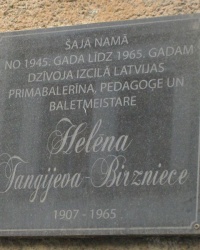 ŠAJĀ NAMĀ
NO 1945. GADA LĪDZ 1965. GADAM
DZĪVOJA IZCILĀ LATVIJAS
PRIMABALERĪNA, PEDAGOĢE UN
BALETMEISTARE
Helēna
Tangijeva-Birzniece
1907 - 1965